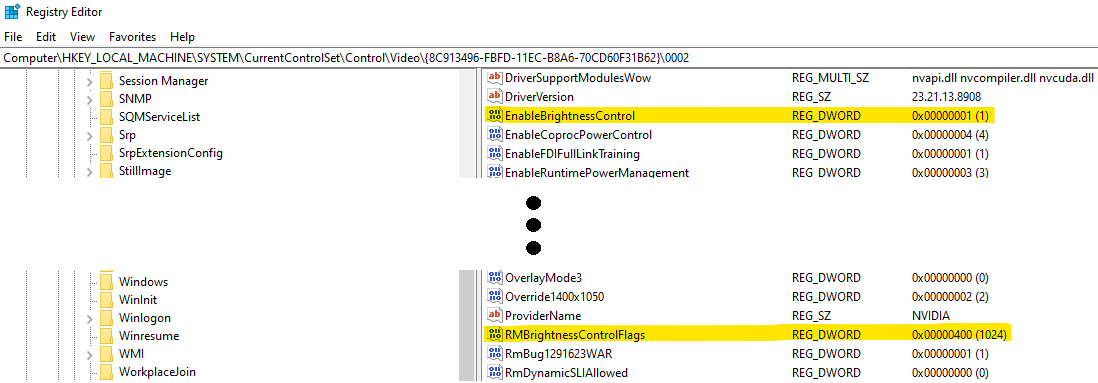 Registry Editor
File Edit View Favorites Help
Computer\HKEY_LOCAL_MACHINE\SYSTEM\CurrentControlSet\Control\Video\{8C913496-FBFD-11EC-B8A6-70CD60F31B62}\0002
Session Manager
SNMP
SQMServiceList
Srp
SrpExtensionConfig
StillImage
DriverSupportModulesWow REG_MULTI_SZ nvapi.dll nvcompiler.dll nvcuda.dll
DriverVersion REG_SZ 23.21.13.8908
EnableBrightnessControl REG_DWORD 0x00000001 (1)
EnableCoprocPowerControl REG_DWORD 0x00000004 (4)
EnableFDIFullLinkTraining REG_DWORD 0x00000001 (1)
EnableRuntimePowerManagement REG_DWORD 0x00000003 (3)
Windows
WinInit
Winlogon
Winresume
WMI
WorkplaceJoin
OverlayMode3 REG_DWORD 0x00000000 (0)
Override1400x1050 REG_DWORD 0x00000002 (2)
ProviderName REG_SZ NVIDIA
RMBrightnessControlFlags REG_DWORD 0x00000400 (1024)
RmBug1291623WAR REG_DWORD 0x00000001 (1)
RmDynamicSLIAllowed REG_DWORD 0x00000000 (0)